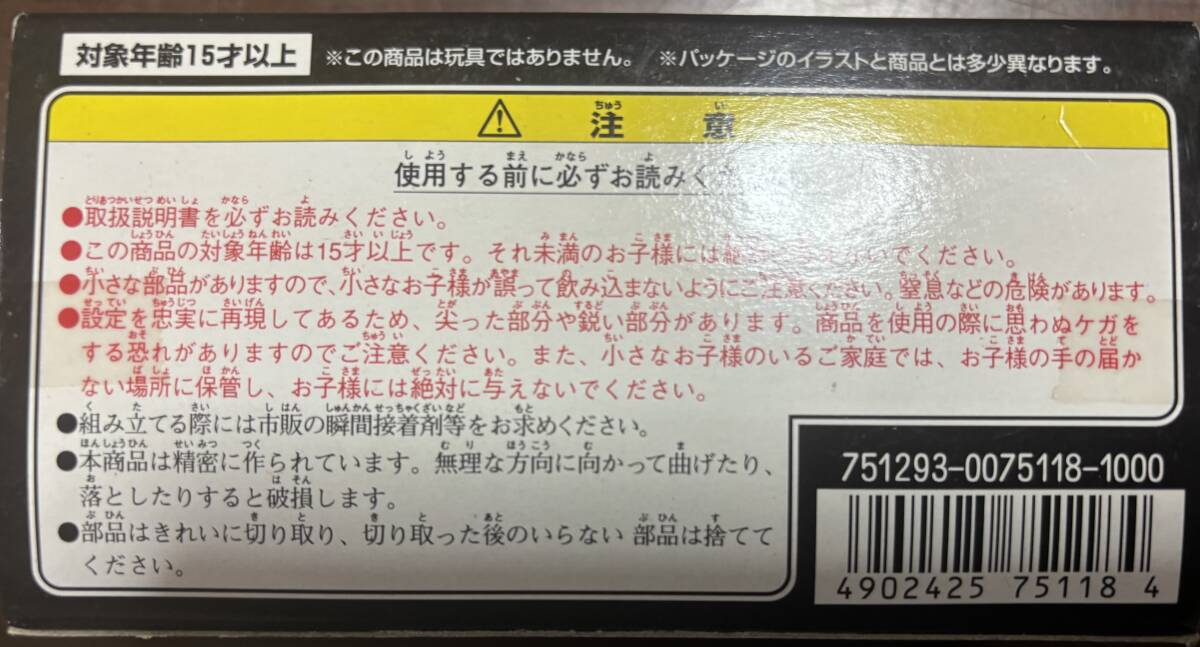 対象年齢15才以上 ※この商品は玩具ではありません。 ※パッケージのイラストと商品とは多少異なります。
⚠ 注意
使用する前に必ずお読みく
●取扱説明書を必ずお読みください。
●この商品の対象年齢は15才以上です。それ未満のお子様には絶対に与えないでください。
●小さな部品がありますので、小さなお子様が誤って飲み込まないようにご注意ください。窒息などの危険があります。
●設定を忠実に再現してあるため、尖った部分や鋭い部分があります。商品を使用の際に思わぬケガを
する恐れがありますのでご注意ください。また、小さなお子様のいるご家庭では、お子様の手の届か
ない場所に保管し、お子様には絶対に与えないでください。
●組み立てる際には市販の瞬間接着剤等をお求めください。
●本商品は精密に作られています。無理な方向に向かって曲げたり、
落としたりすると破損します。
●部品はきれいに切り取り、切り取った後のいらない部品は捨てて
ください。
751293-0075118-1000
4902425 75118 4